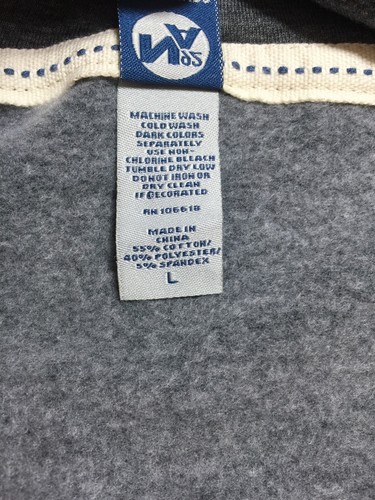 MACHINE WASH
COLD WASH
DARK COLORS
SEPARATELY
USE NON-
CHLORINE BLEACH
TUMBLE DRY LOW
DO NOT IRON OR
DRY CLEAN
IF DECORATED
RN 106618
MADE IN
CHINA
55% COTTON/
40% POLYESTER/
5% SPANDEX
L